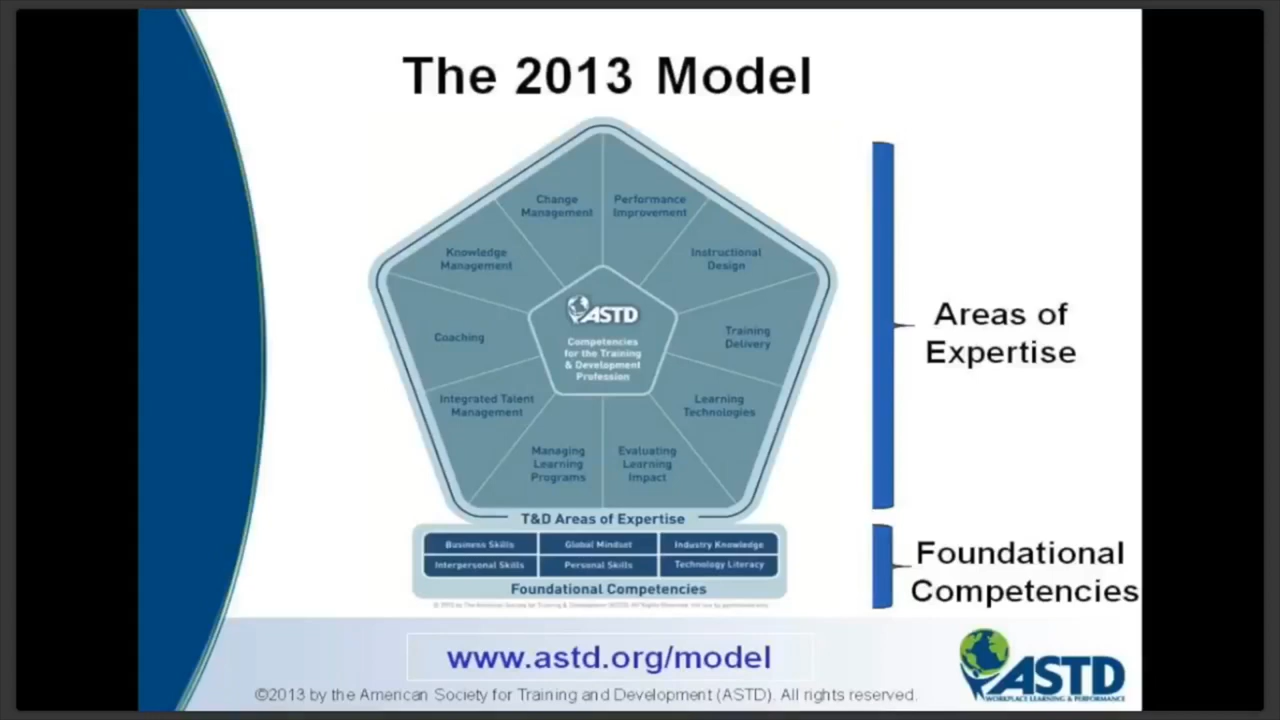 The 2013 Model
Change
Management
Performance
Improvement
Knowledge
Management
Instructional
Design
Coaching
Training
Delivery
Integrated Talent
Management
Learning
Technologies
Managing
Learning
Programs
Evaluating
Learning
Impact
ASTD
Competencies
for the Training
& Development
Profession
T&D Areas of Expertise
Business Skills
Global Mindset
Industry Knowledge
Interpersonal Skills
Personal Skills
Technology Literacy
Foundational Competencies
Areas of
Expertise
Foundational
Competencies
www.astd.org/model
©2013 by the American Society for Training and Development (ASTD). All rights reserved.
ASTD
WORKPLACE LEARNING & PERFORMANCE